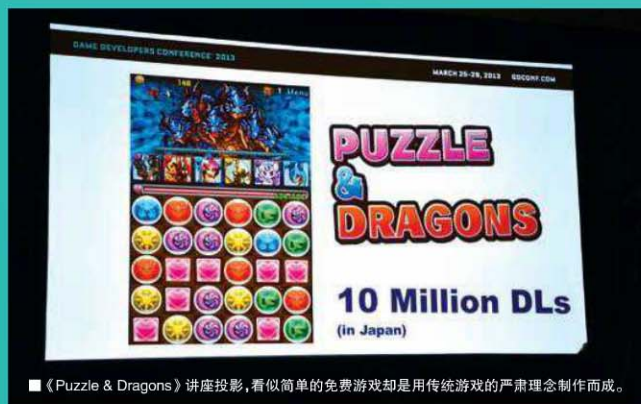 GAME DEVELOPERS CONFERENCE 2013
MARCH 25-29, 2013 GDCONF.COM
PUZZLE
&
DRAGONS
10 Million DLs
(in Japan)
■《Puzzle & Dragons》讲座投影,看似简单的免费游戏却是用传统游戏的严肃理念制作而成。